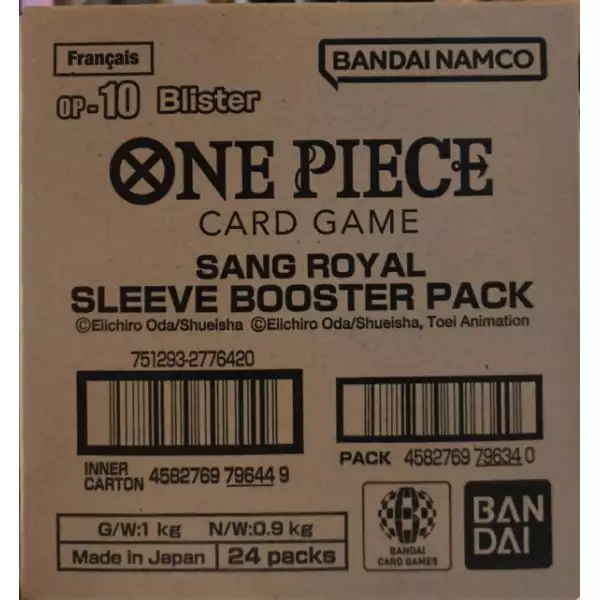 Français
BANDAI NAMCO
OP-10 Blister
ONE PIECE
CARD GAME
SANG ROYAL
SLEEVE BOOSTER PACK
©Eiichiro Oda/Shueisha ©Eiichiro Oda/Shueisha, Toei Animation
751293-2776420
INNER CARTON 4582769 79644 9
PACK 4582769 79634 0
G/W:1 kg N/W:0.9 kg
Made in Japan 24 packs
BANDAI
CARD GAMES
BAN
DAI